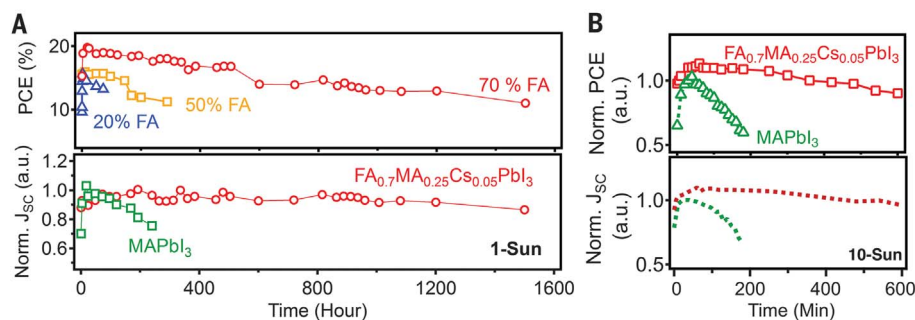 A
PCE (%)
20
10
20% FA
50% FA
70 % FA
Norm. J_SC (a.u.)
1.2
1.0
0.8
0.6
FA0.7MA0.25Cs0.05PbI3
MAPbI3
1-Sun
0 400 800 1200 1600
Time (Hour)
B
Norm. PCE
(a.u.)
1.0
0.5
FA0.7MA0.25Cs0.05PbI3
MAPbI3
Norm. JSC
(a.u.)
1.0
0.5
10-Sun
0 200 400 600
Time (Min)